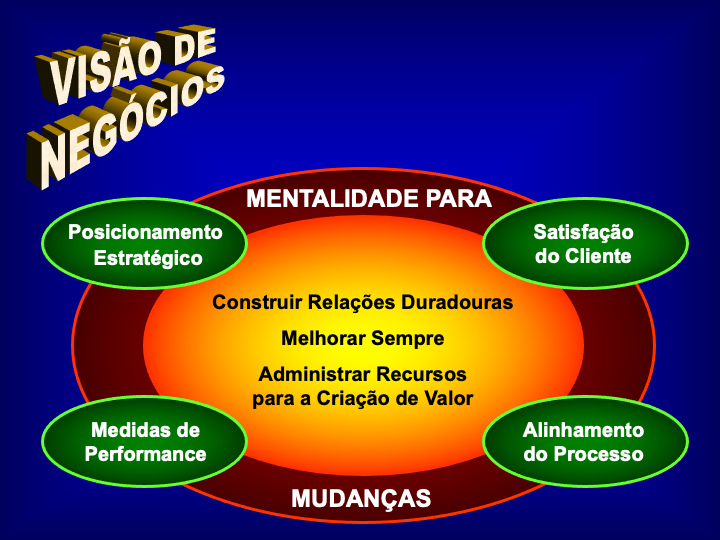 VISÃO DE
NEGÓCIOS
MENTALIDADE PARA
Posicionamento
Estratégico
Satisfação
do Cliente
Construir Relações Duradouras
Melhorar Sempre
Administrar Recursos
para a Criação de Valor
Medidas de
Performance
Alinhamento
do Processo
MUDANÇAS